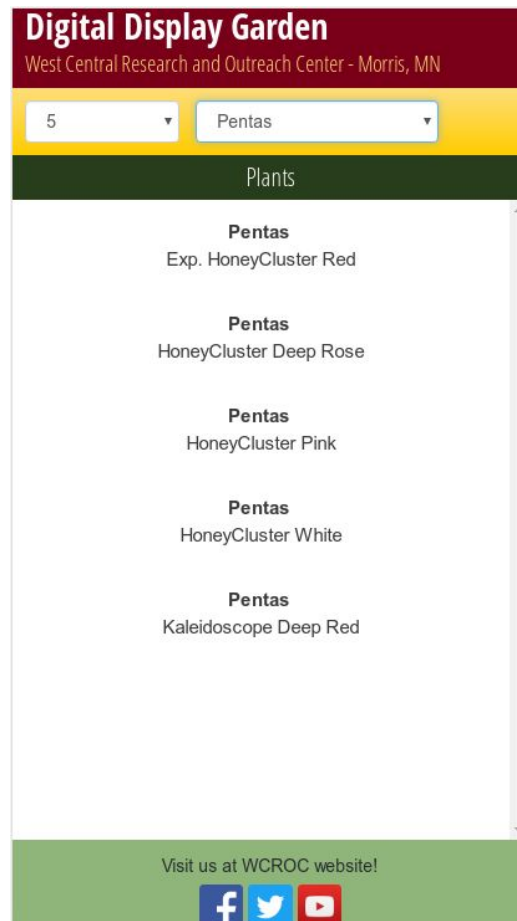 Digital Display Garden
West Central Research and Outreach Center - Morris, MN
5 Pentas
Plants
Pentas
Exp. HoneyCluster Red
Pentas
HoneyCluster Deep Rose
Pentas
HoneyCluster Pink
Pentas
HoneyCluster White
Pentas
Kaleidoscope Deep Red
Visit us at WCROC website!